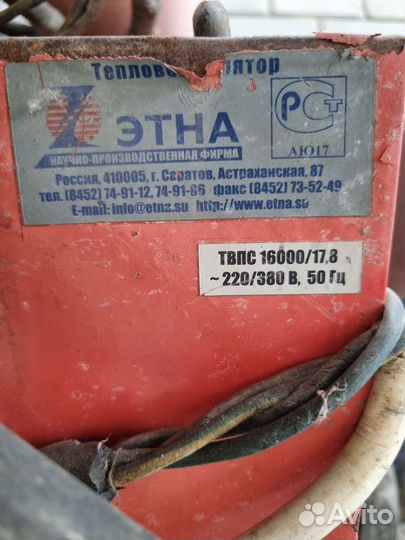 Теплове лятор
ЭТНА
НАУЧНО-ПРОИЗВОДСТВЕННАЯ ФИРМА
РСТ
АЮ17
Россия, 410005, г. Саратов, Астраханская, 87
тел. (8452) 74-91-12, 74-91-86 факс (8452) 73-52-49
E-mail: info@etna.su http://www.etna.su
ТВПС 16000/17,8
~ 220/380 В, 50 Гц
Avito